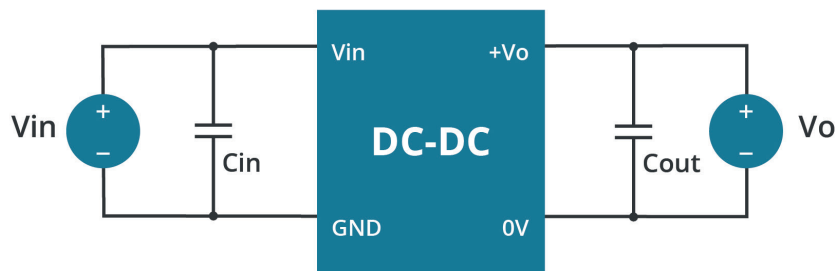 Vin +Vo
+ +
Vin DC-DC Vo
− −
Cin Cout
GND 0V